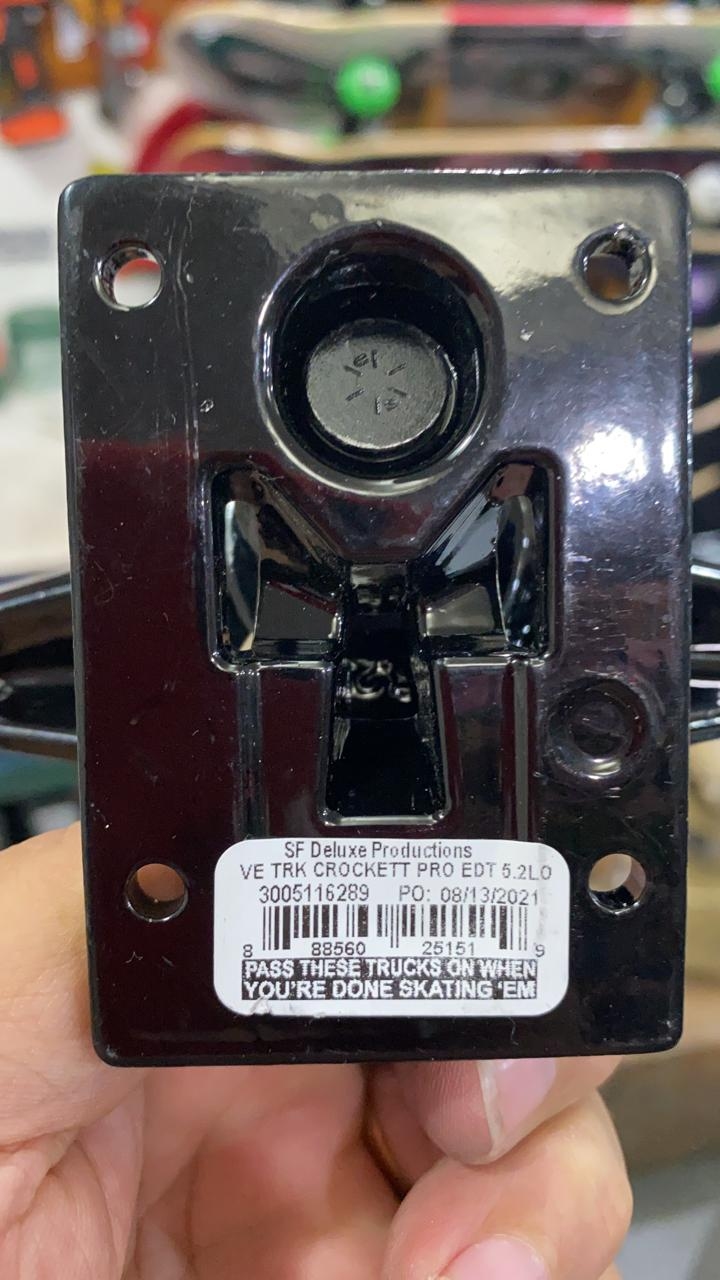 SF Deluxe Productions
VE TRK CROCKETT PRO EDT 5.2LO
3005116289 PO: 08/13/2021
8 88560 25151 9
PASS THESE TRUCKS ON WHEN
YOU'RE DONE SKATING 'EM